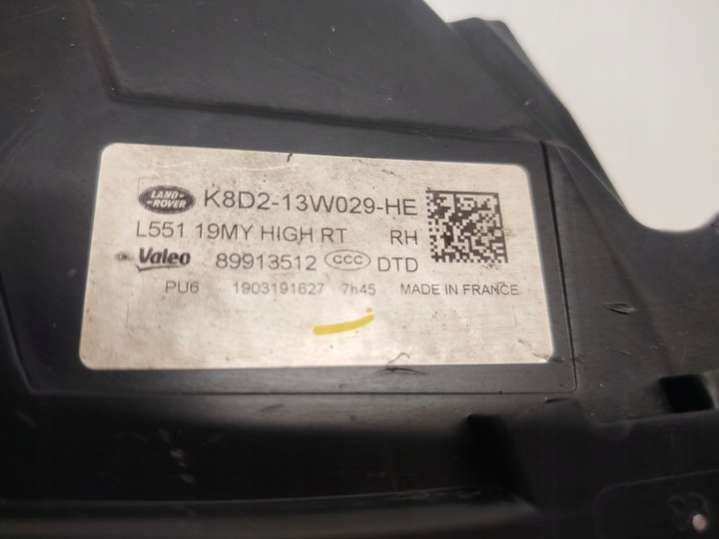 LAND ROVER K8D2-13W029-HE
L551 19MY HIGH RT RH
Valeo 89913512 CCC DTD
PU6 1903191627 7h45 MADE IN FRANCE